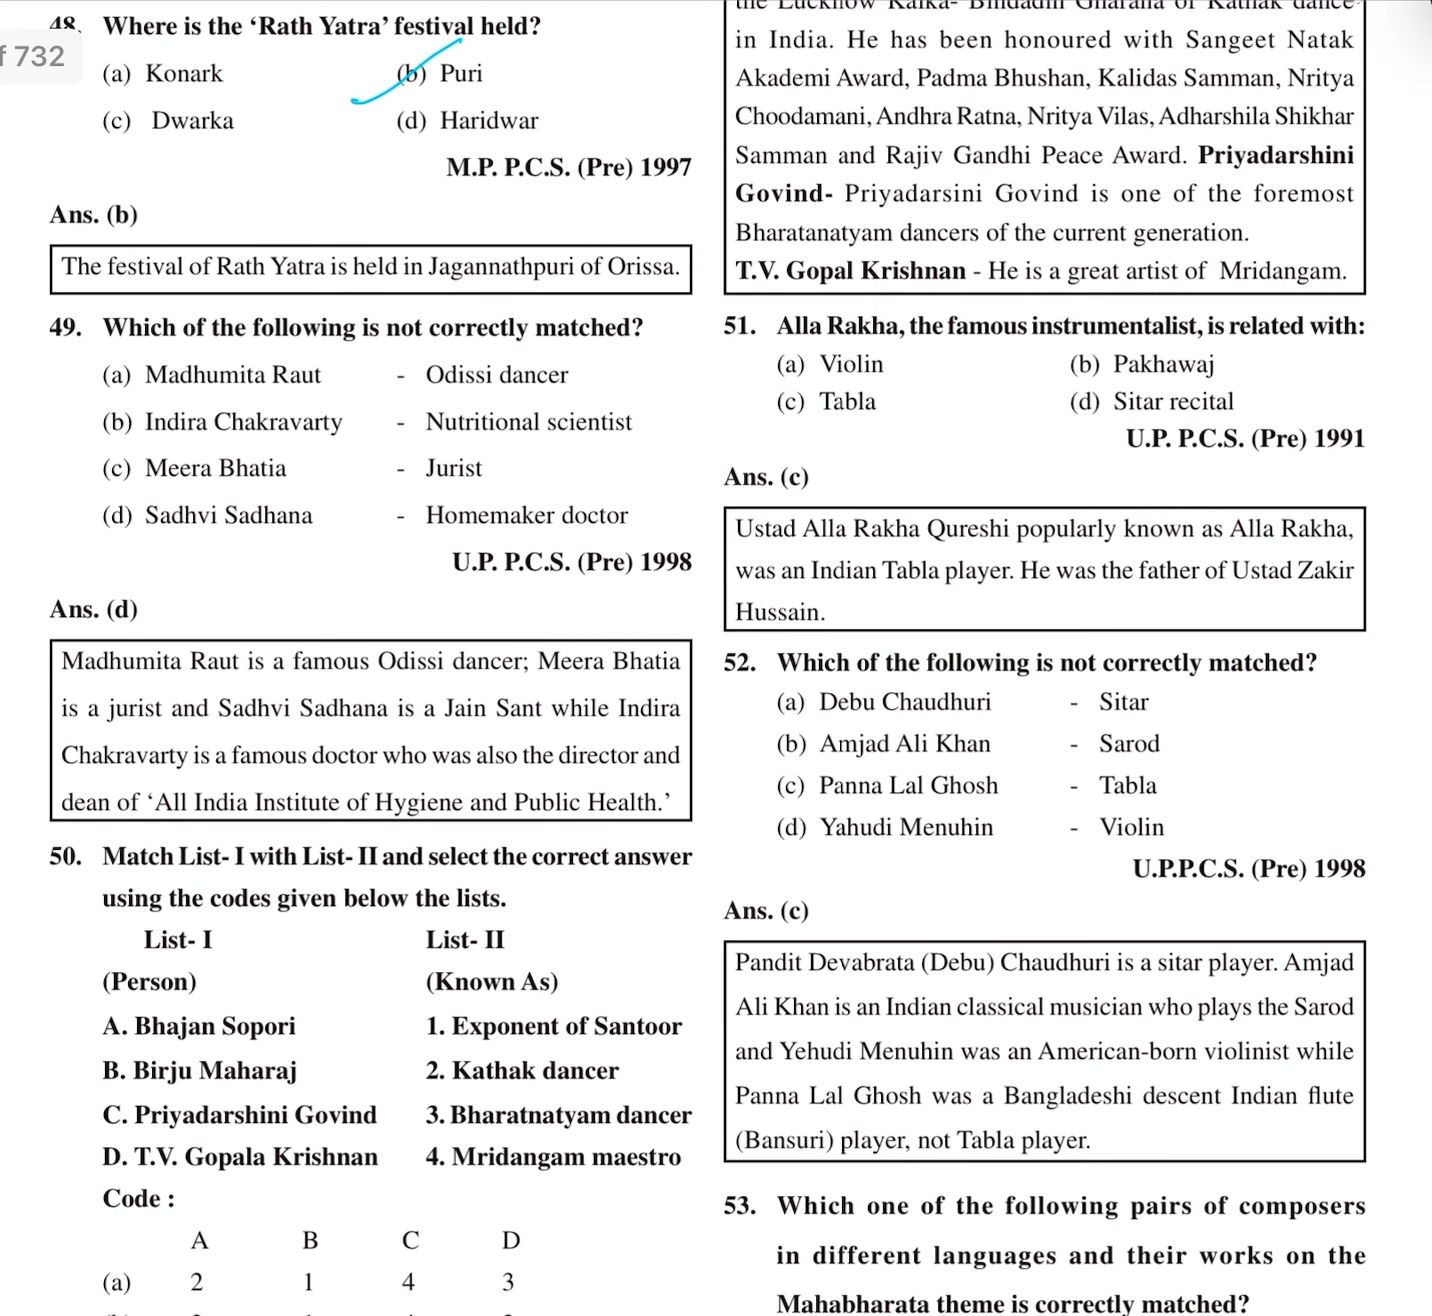 f 732
48. Where is the ‘Rath Yatra’ festival held?
(a) Konark (b) Puri
(c) Dwarka (d) Haridwar
M.P. P.C.S. (Pre) 1997
Ans. (b)
The festival of Rath Yatra is held in Jagannathpuri of Orissa.
49. Which of the following is not correctly matched?
(a) Madhumita Raut - Odissi dancer
(b) Indira Chakravarty - Nutritional scientist
(c) Meera Bhatia - Jurist
(d) Sadhvi Sadhana - Homemaker doctor
U.P. P.C.S. (Pre) 1998
Ans. (d)
Madhumita Raut is a famous Odissi dancer; Meera Bhatia
is a jurist and Sadhvi Sadhana is a Jain Sant while Indira
Chakravarty is a famous doctor who was also the director and
dean of ‘All India Institute of Hygiene and Public Health.’
50. Match List- I with List- II and select the correct answer
using the codes given below the lists.
List- I List- II
(Person) (Known As)
A. Bhajan Sopori 1. Exponent of Santoor
B. Birju Maharaj 2. Kathak dancer
C. Priyadarshini Govind 3. Bharatnatyam dancer
D. T.V. Gopala Krishnan 4. Mridangam maestro
Code :
A B C D
(a) 2 1 4 3
the Lucknow Kalka- Bindadin Gharana of Kathak dance
in India. He has been honoured with Sangeet Natak
Akademi Award, Padma Bhushan, Kalidas Samman, Nritya
Choodamani, Andhra Ratna, Nritya Vilas, Adharshila Shikhar
Samman and Rajiv Gandhi Peace Award. Priyadarshini
Govind- Priyadarsini Govind is one of the foremost
Bharatanatyam dancers of the current generation.
T.V. Gopal Krishnan - He is a great artist of Mridangam.
51. Alla Rakha, the famous instrumentalist, is related with:
(a) Violin (b) Pakhawaj
(c) Tabla (d) Sitar recital
U.P. P.C.S. (Pre) 1991
Ans. (c)
Ustad Alla Rakha Qureshi popularly known as Alla Rakha,
was an Indian Tabla player. He was the father of Ustad Zakir
Hussain.
52. Which of the following is not correctly matched?
(a) Debu Chaudhuri - Sitar
(b) Amjad Ali Khan - Sarod
(c) Panna Lal Ghosh - Tabla
(d) Yahudi Menuhin - Violin
U.P.P.C.S. (Pre) 1998
Ans. (c)
Pandit Devabrata (Debu) Chaudhuri is a sitar player. Amjad
Ali Khan is an Indian classical musician who plays the Sarod
and Yehudi Menuhin was an American-born violinist while
Panna Lal Ghosh was a Bangladeshi descent Indian flute
(Bansuri) player, not Tabla player.
53. Which one of the following pairs of composers
in different languages and their works on the
Mahabharata theme is correctly matched?